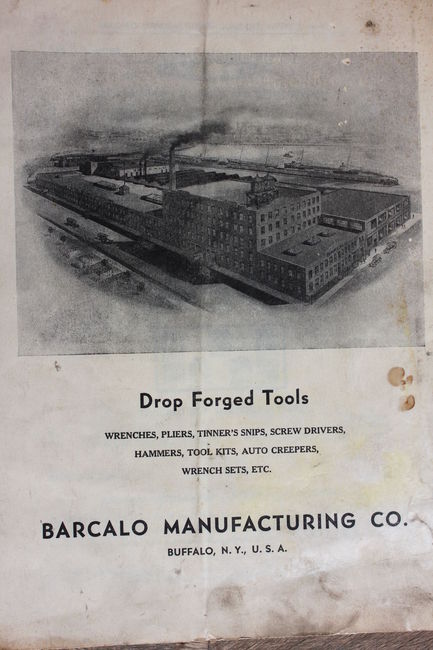 Drop Forged Tools
WRENCHES, PLIERS, TINNER'S SNIPS, SCREW DRIVERS,
HAMMERS, TOOL KITS, AUTO CREEPERS,
WRENCH SETS, ETC.
BARCALO MANUFACTURING CO.
BUFFALO, N. Y., U. S. A.